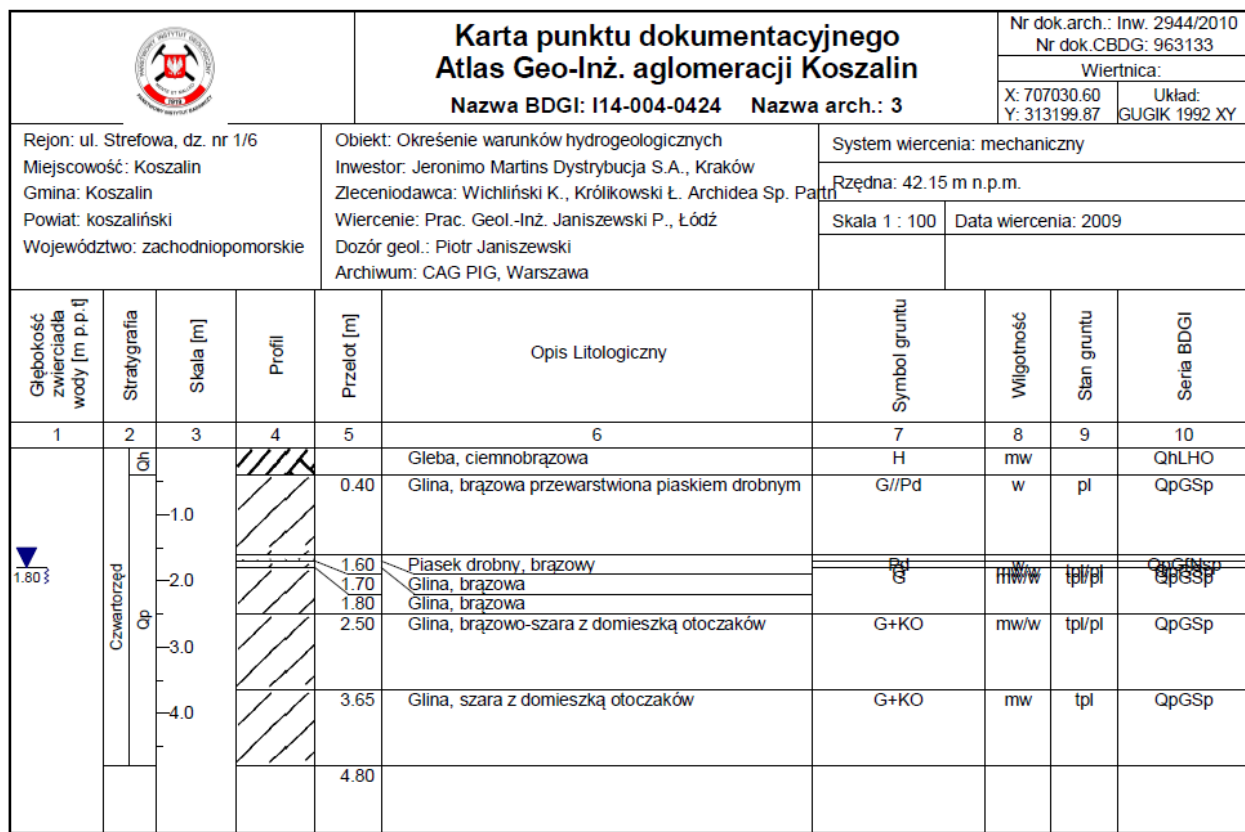 Karta punktu dokumentacyjnego
Atlas Geo-Inż. aglomeracji Koszalin
Nazwa BDGI: I14-004-0424 Nazwa arch.: 3
Nr dok.arch.: Inw. 2944/2010
Nr dok.CBDG: 963133
Wiertnica:
X: 707030.60
Y: 313199.87
Układ:
GUGIK 1992 XY
Rejon: ul. Strefowa, dz. nr 1/6
Miejscowość: Koszalin
Gmina: Koszalin
Powiat: koszaliński
Województwo: zachodniopomorskie
Obiekt: Okreśenie warunków hydrogeologicznych
Inwestor: Jeronimo Martins Dystrybucja S.A., Kraków
Zleceniodawca: Wichliński K., Królikowski Ł. Archidea Sp. Partn
Wiercenie: Prac. Geol.-Inż. Janiszewski P., Łódź
Dozór geol.: Piotr Janiszewski
Archiwum: CAG PIG, Warszawa
System wiercenia: mechaniczny
Rzędna: 42.15 m n.p.m.
Skala 1 : 100 Data wiercenia: 2009
Głębokość
zwierciadła
wody [m p.p.t]
Stratygrafia
Skala [m]
Profil
Przelot [m]
Opis Litologiczny
Symbol gruntu
Wilgotność
Stan gruntu
Seria BDGI
1 2 3 4 5 6 7 8 9 10
Qh
Gleba, ciemnobrązowa H mw QhLHO
0.40 Glina, brązowa przewarstwiona piaskiem drobnym G//Pd w pl QpGSp
1.0
1.60 Piasek drobny, brązowy Pd w
1.80
2.0
1.70 Glina, brązowa G mw/w tpl/pl QpGSp
1.80 Glina, brązowa
Czwartorzęd
Qp
2.50 Glina, brązowo-szara z domieszką otoczaków G+KO mw/w tpl/pl QpGSp
3.0
3.65 Glina, szara z domieszką otoczaków G+KO mw tpl QpGSp
4.0
4.80